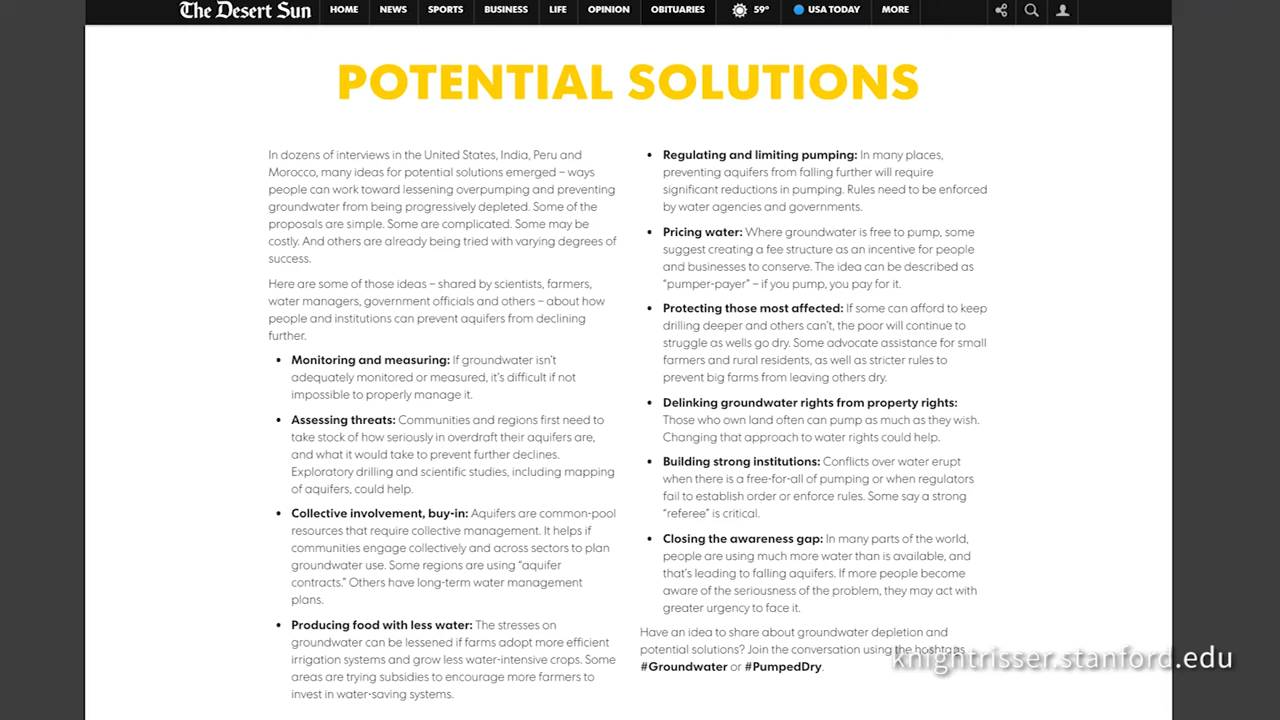 The Desert Sun HOME NEWS SPORTS BUSINESS LIFE OPINION OBITUARIES 59° USA TODAY MORE
POTENTIAL SOLUTIONS
In dozens of interviews in the United States, India, Peru and
Morocco, many ideas for potential solutions emerged – ways
people can work toward lessening overpumping and preventing
groundwater from being progressively depleted. Some of the
proposals are simple. Some are complicated. Some may be
costly. And others are already being tried with varying degrees of
success.
Here are some of those ideas – shared by scientists, farmers,
water managers, government officials and others – about how
people and institutions can prevent aquifers from declining
further.
• Monitoring and measuring: If groundwater isn't
adequately monitored or measured, it's difficult if not
impossible to properly manage it.
• Assessing threats: Communities and regions first need to
take stock of how seriously in overdraft their aquifers are,
and what it would take to prevent further declines.
Exploratory drilling and scientific studies, including mapping
of aquifers, could help.
• Collective involvement, buy-in: Aquifers are common-pool
resources that require collective management. It helps if
communities engage collectively and across sectors to plan
groundwater use. Some regions are using "aquifer
contracts." Others have long-term water management
plans.
• Producing food with less water: The stresses on
groundwater can be lessened if farms adopt more efficient
irrigation systems and grow less water-intensive crops. Some
areas are trying subsidies to encourage more farmers to
invest in water-saving systems.
• Regulating and limiting pumping: In many places,
preventing aquifers from falling further will require
significant reductions in pumping. Rules need to be enforced
by water agencies and governments.
• Pricing water: Where groundwater is free to pump, some
suggest creating a fee structure as an incentive for people
and businesses to conserve. The idea can be described as
"pumper-payer" – if you pump, you pay for it.
• Protecting those most affected: If some can afford to keep
drilling deeper and others can't, the poor will continue to
struggle as wells go dry. Some advocate assistance for small
farmers and rural residents, as well as stricter rules to
prevent big farms from leaving others dry.
• Delinking groundwater rights from property rights:
Those who own land often can pump as much as they wish.
Changing that approach to water rights could help.
• Building strong institutions: Conflicts over water erupt
when there is a free-for-all of pumping or when regulators
fail to establish order or enforce rules. Some say a strong
"referee" is critical.
• Closing the awareness gap: In many parts of the world,
people are using much more water than is available, and
that's leading to falling aquifers. If more people become
aware of the seriousness of the problem, they may act with
greater urgency to face it.
Have an idea to share about groundwater depletion and
potential solutions? Join the conversation using the hashtags
#Groundwater or #PumpedDry.
knightrisser.stanford.edu